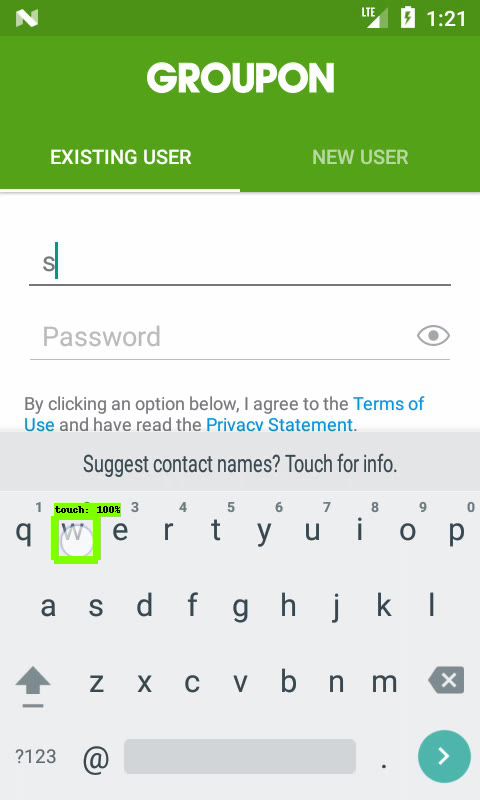 LTE 1:21
GROUPON
EXISTING USER NEW USER
s
Password
By clicking an option below, I agree to the Terms of
Use and have read the Privacy Statement.
Suggest contact names? Touch for info.
touch: 100%
1 2 3 4 5 6 7 8 9 0
q w e r t y u i o p
a s d f g h j k l
z x c v b n m
?123 @ .